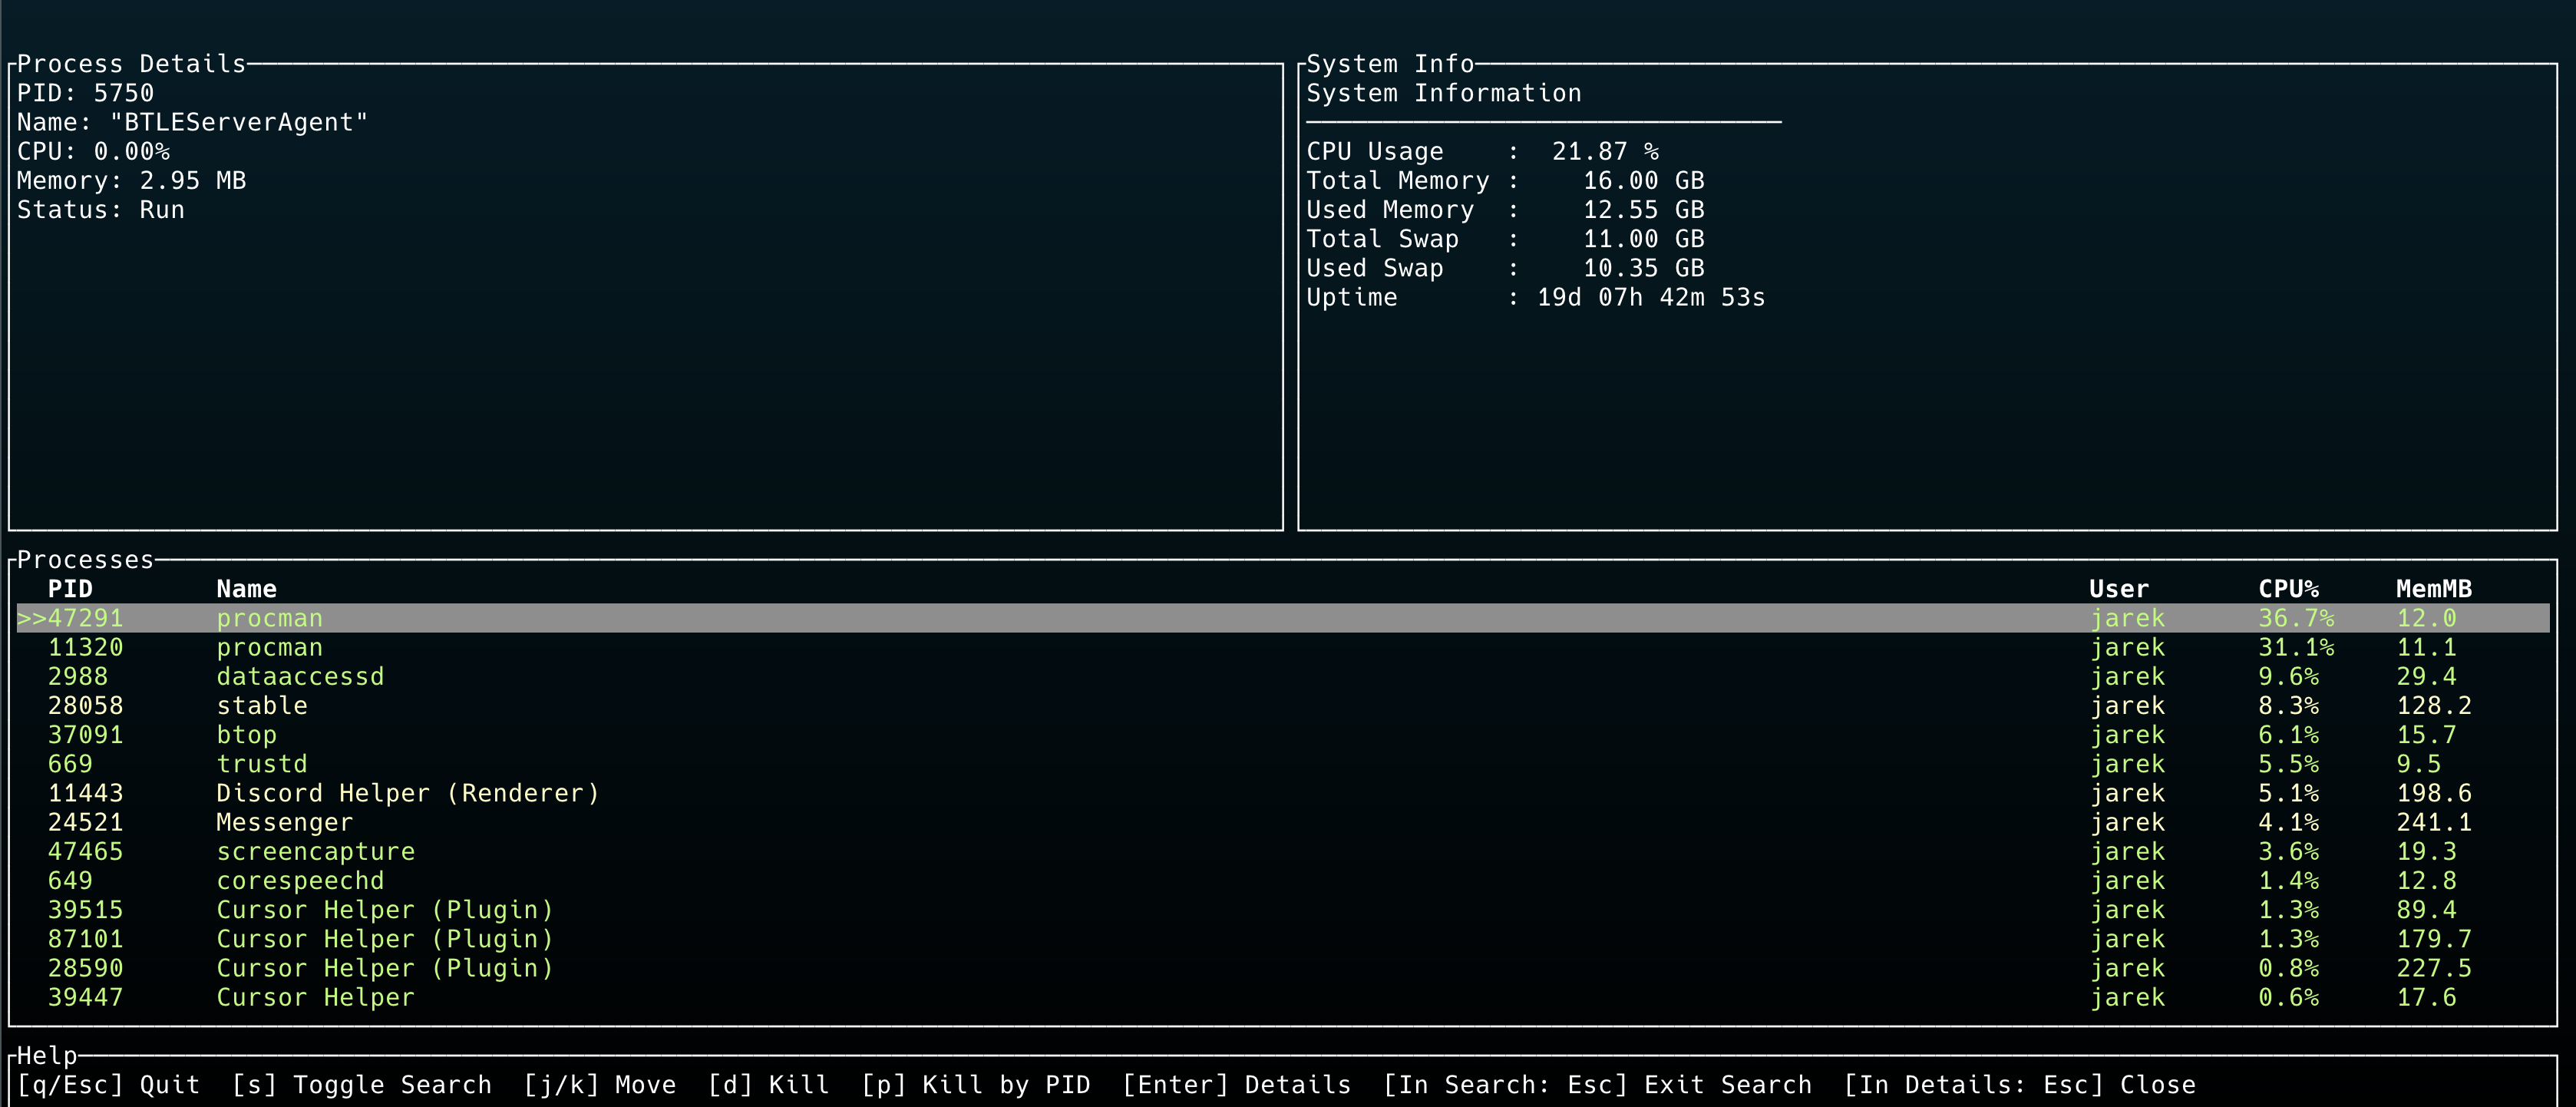 Process Details
PID: 5750
Name: "BTLEServerAgent"
CPU: 0.00%
Memory: 2.95 MB
Status: Run
System Info
System Information
CPU Usage    :  21.87 %
Total Memory :    16.00 GB
Used Memory  :    12.55 GB
Total Swap   :    11.00 GB
Used Swap    :    10.35 GB
Uptime       : 19d 07h 42m 53s
Processes
PID Name User CPU% MemMB
>>47291 procman jarek 36.7% 12.0
11320 procman jarek 31.1% 11.1
2988 dataaccessd jarek 9.6% 29.4
28058 stable jarek 8.3% 128.2
37091 btop jarek 6.1% 15.7
669 trustd jarek 5.5% 9.5
11443 Discord Helper (Renderer) jarek 5.1% 198.6
24521 Messenger jarek 4.1% 241.1
47465 screencapture jarek 3.6% 19.3
649 corespeechd jarek 1.4% 12.8
39515 Cursor Helper (Plugin) jarek 1.3% 89.4
87101 Cursor Helper (Plugin) jarek 1.3% 179.7
28590 Cursor Helper (Plugin) jarek 0.8% 227.5
39447 Cursor Helper jarek 0.6% 17.6
Help
[q/Esc] Quit  [s] Toggle Search  [j/k] Move  [d] Kill  [p] Kill by PID  [Enter] Details  [In Search: Esc] Exit Search  [In Details: Esc] Close